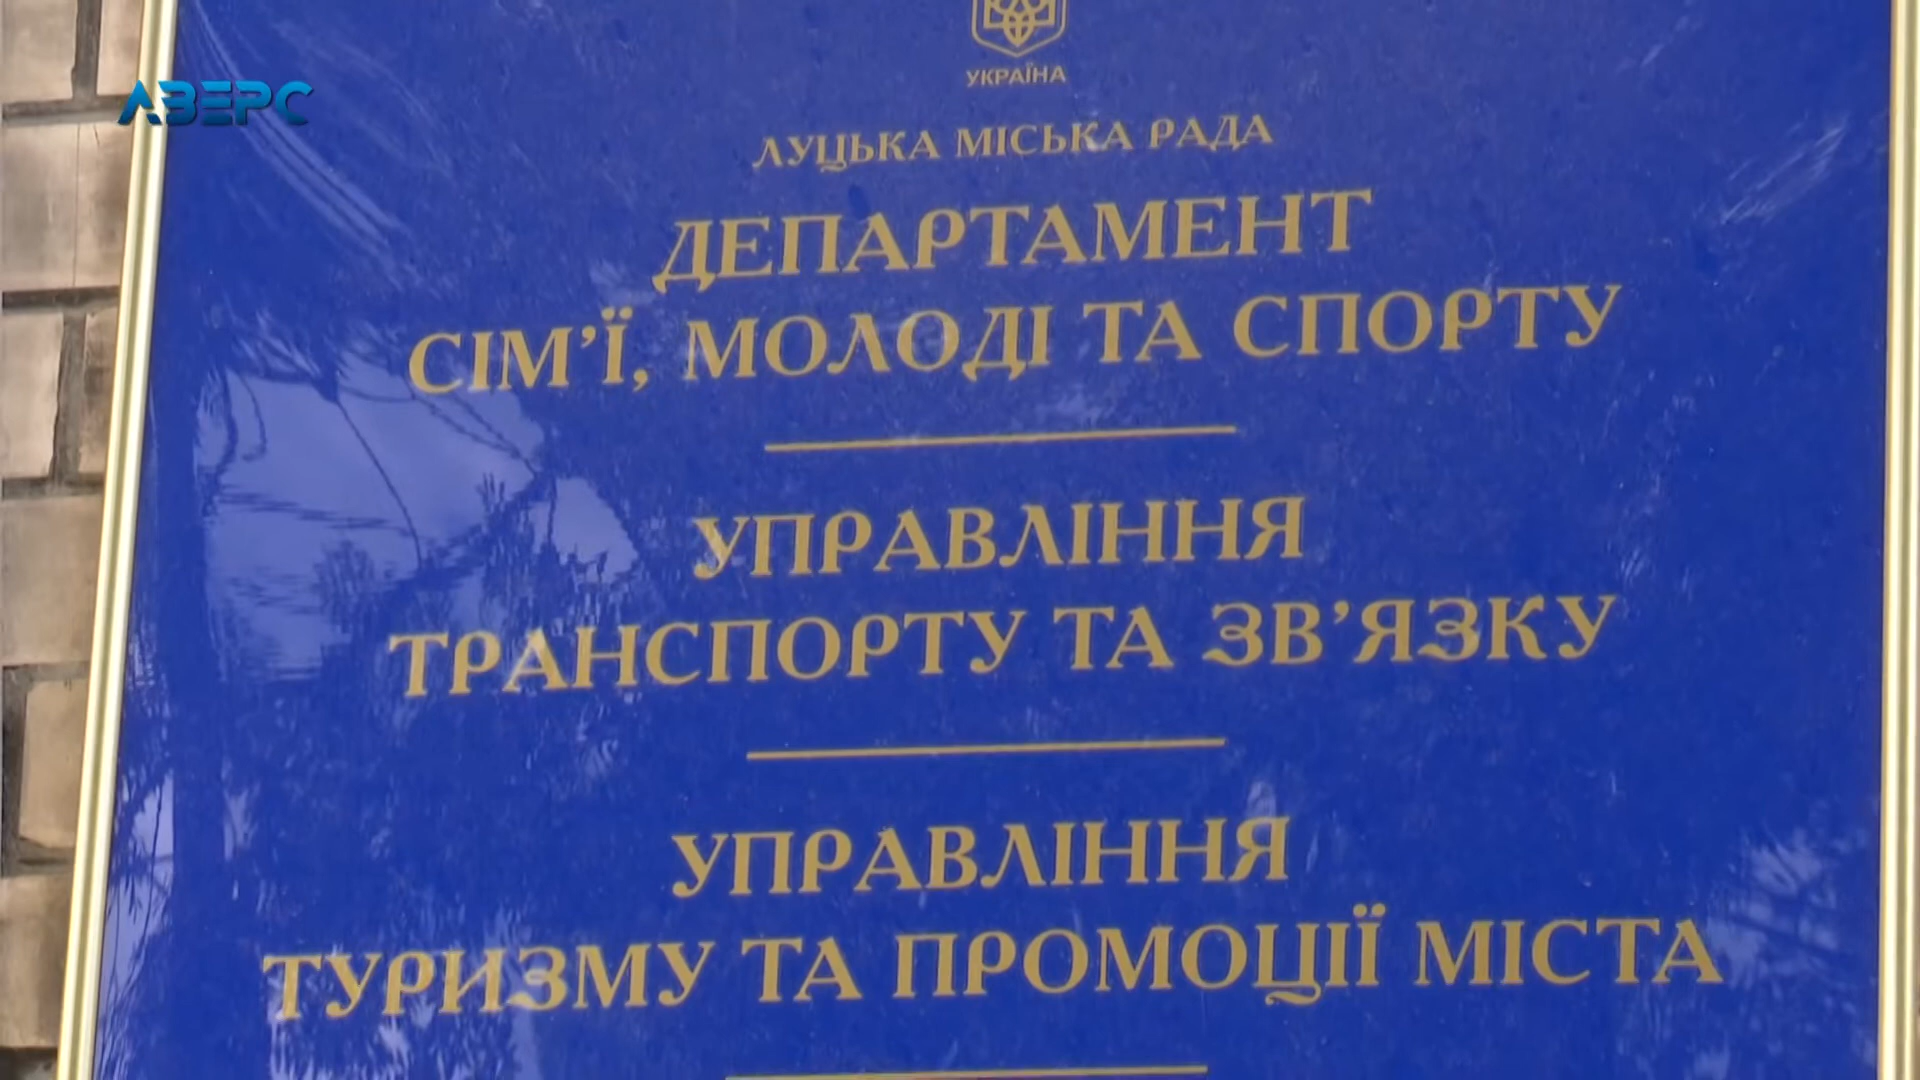 АВЕРС
УКРАЇНА
ЛУЦЬКА МІСЬКА РАДА
ДЕПАРТАМЕНТ
СІМ’Ї, МОЛОДІ ТА СПОРТУ
УПРАВЛІННЯ
ТРАНСПОРТУ ТА ЗВ’ЯЗКУ
УПРАВЛІННЯ
ТУРИЗМУ ТА ПРОМОЦІЇ МІСТА